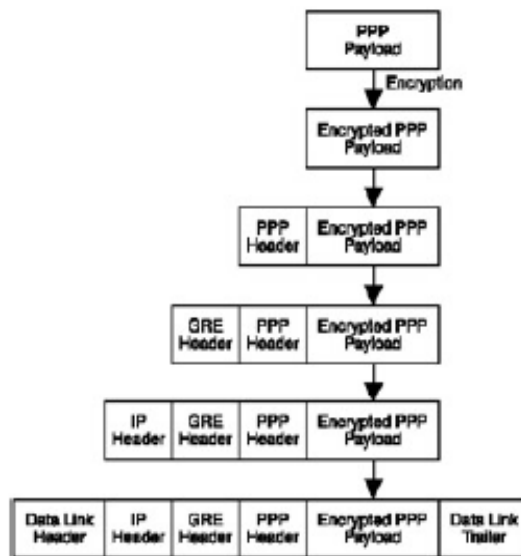 PPP
Payload
Encryption
Encrypted PPP
Payload
PPP
Header
Encrypted PPP
Payload
GRE
Header
PPP
Header
Encrypted PPP
Payload
IP
Header
GRE
Header
PPP
Header
Encrypted PPP
Payload
Data Link
Header
IP
Header
GRE
Header
PPP
Header
Encrypted PPP
Payload
Data Link
Trailer